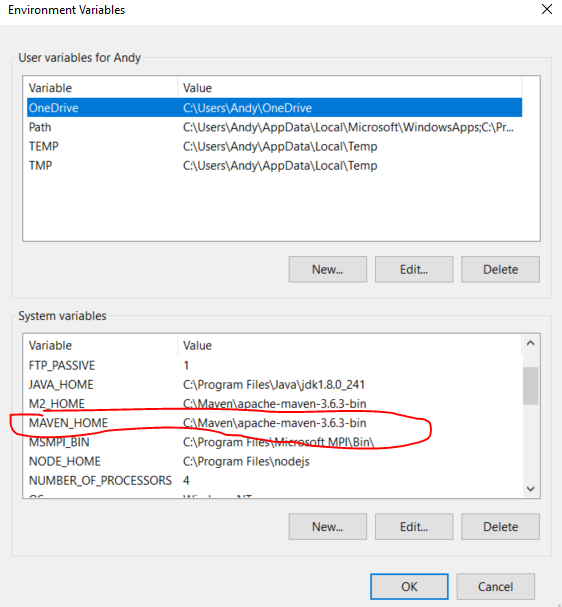 Environment Variables
User variables for Andy
Variable Value
OneDrive C:\Users\Andy\OneDrive
Path C:\Users\Andy\AppData\Local\Microsoft\WindowsApps;C:\Pr...
TEMP C:\Users\Andy\AppData\Local\Temp
TMP C:\Users\Andy\AppData\Local\Temp
New... Edit... Delete
System variables
Variable Value
FTP_PASSIVE 1
JAVA_HOME C:\Program Files\Java\jdk1.8.0_241
M2_HOME C:\Maven\apache-maven-3.6.3-bin
MAVEN_HOME C:\Maven\apache-maven-3.6.3-bin
MSMPI_BIN C:\Program Files\Microsoft MPI\Bin\
NODE_HOME C:\Program Files\nodejs
NUMBER_OF_PROCESSORS 4
OS Windows_NT
New... Edit... Delete
OK Cancel